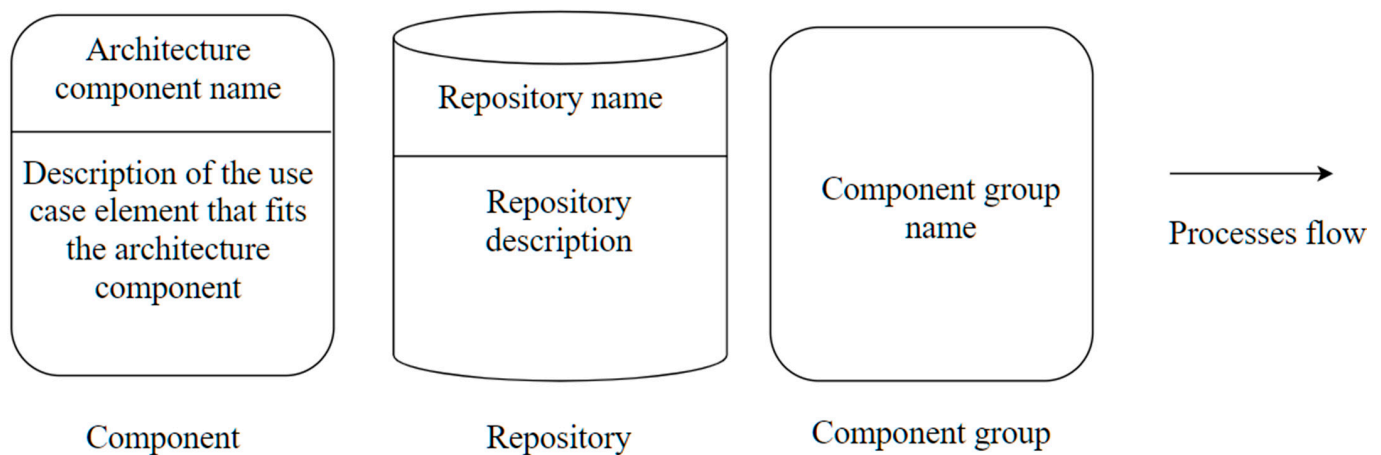 Architecture
component name
Description of the use
case element that fits
the architecture
component
Component
Repository name
Repository
description
Repository
Component group
name
Component group
Processes flow